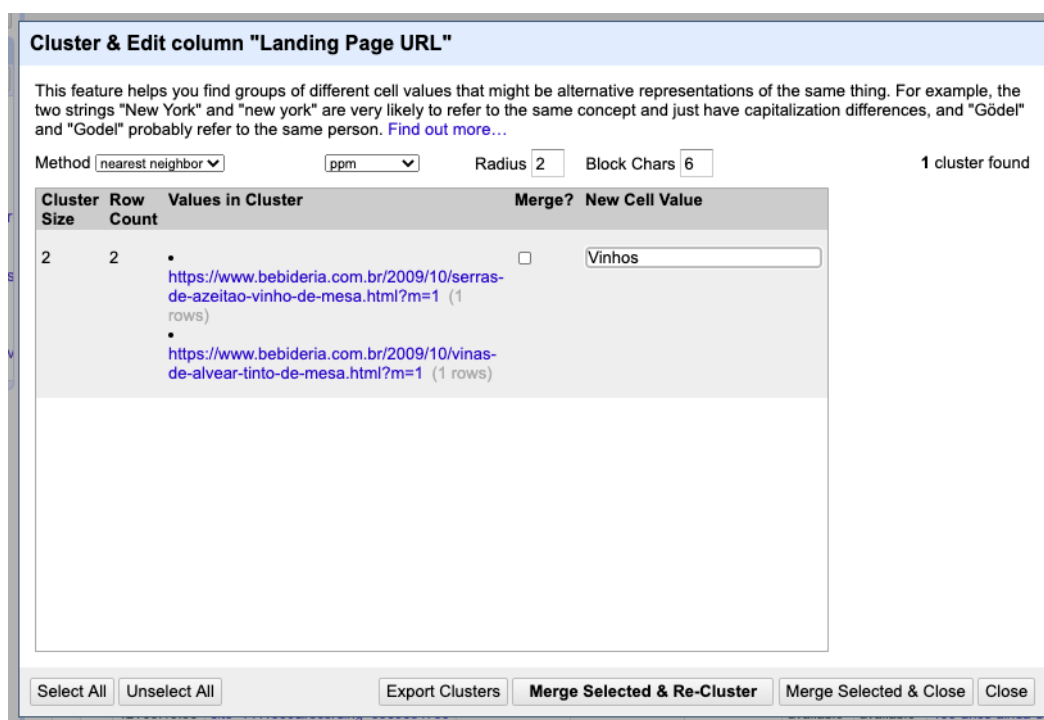 Cluster & Edit column "Landing Page URL"
This feature helps you find groups of different cell values that might be alternative representations of the same thing. For example, the
two strings "New York" and "new york" are very likely to refer to the same concept and just have capitalization differences, and "Gödel"
and "Godel" probably refer to the same person. Find out more…
Method nearest neighbor ppm Radius 2 Block Chars 6 1 cluster found
Cluster Size Row Count Values in Cluster Merge? New Cell Value
2 2 • Vinhos
https://www.bebideria.com.br/2009/10/serras-
de-azeitao-vinho-de-mesa.html?m=1 (1
rows)
•
https://www.bebideria.com.br/2009/10/vinas-
de-alvear-tinto-de-mesa.html?m=1 (1 rows)
Select All Unselect All Export Clusters Merge Selected & Re-Cluster Merge Selected & Close Close